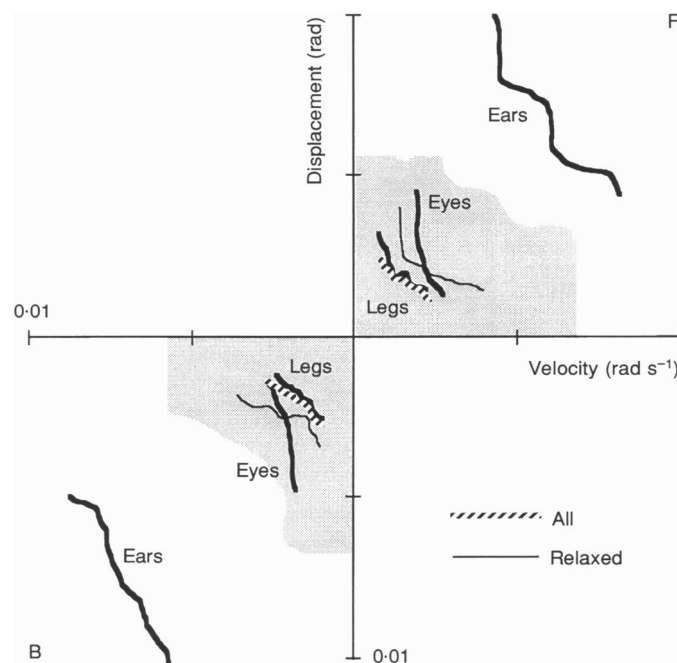 F
Displacement (rad)
Ears
Eyes
Legs
0·01
Velocity (rad s⁻¹)
Legs
Eyes
All
Ears
Relaxed
B
0·01